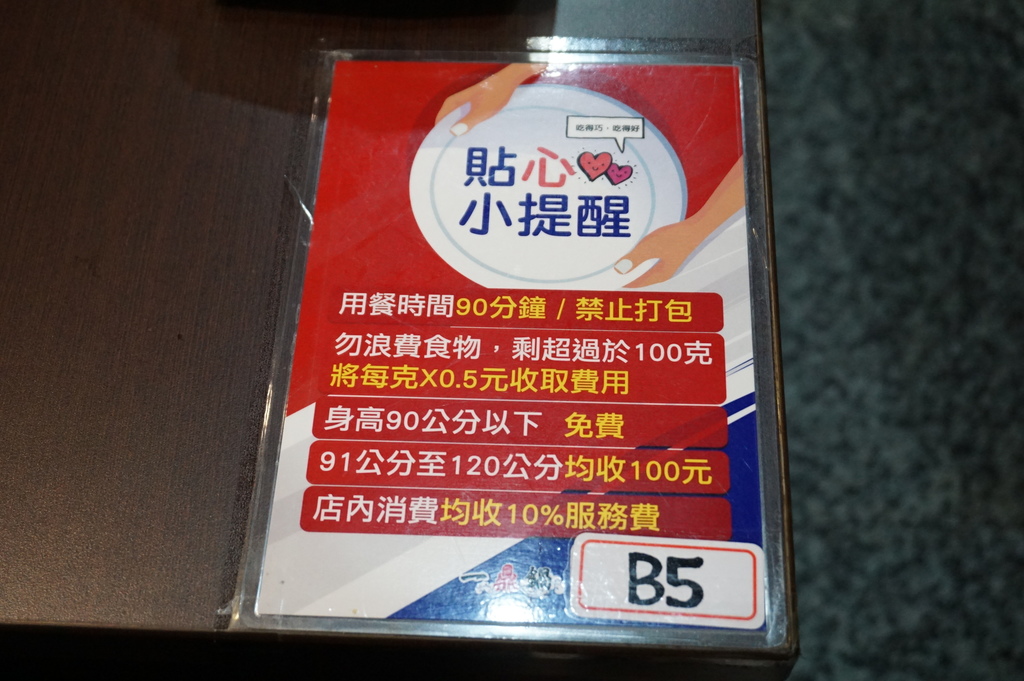 吃得巧、吃得好
貼心
小提醒
用餐時間90分鐘 / 禁止打包
勿浪費食物，剩超過於100克
將每克X0.5元收取費用
身高90公分以下 免費
91公分至120公分均收100元
店內消費均收10%服務費
一鼎鍋
B5